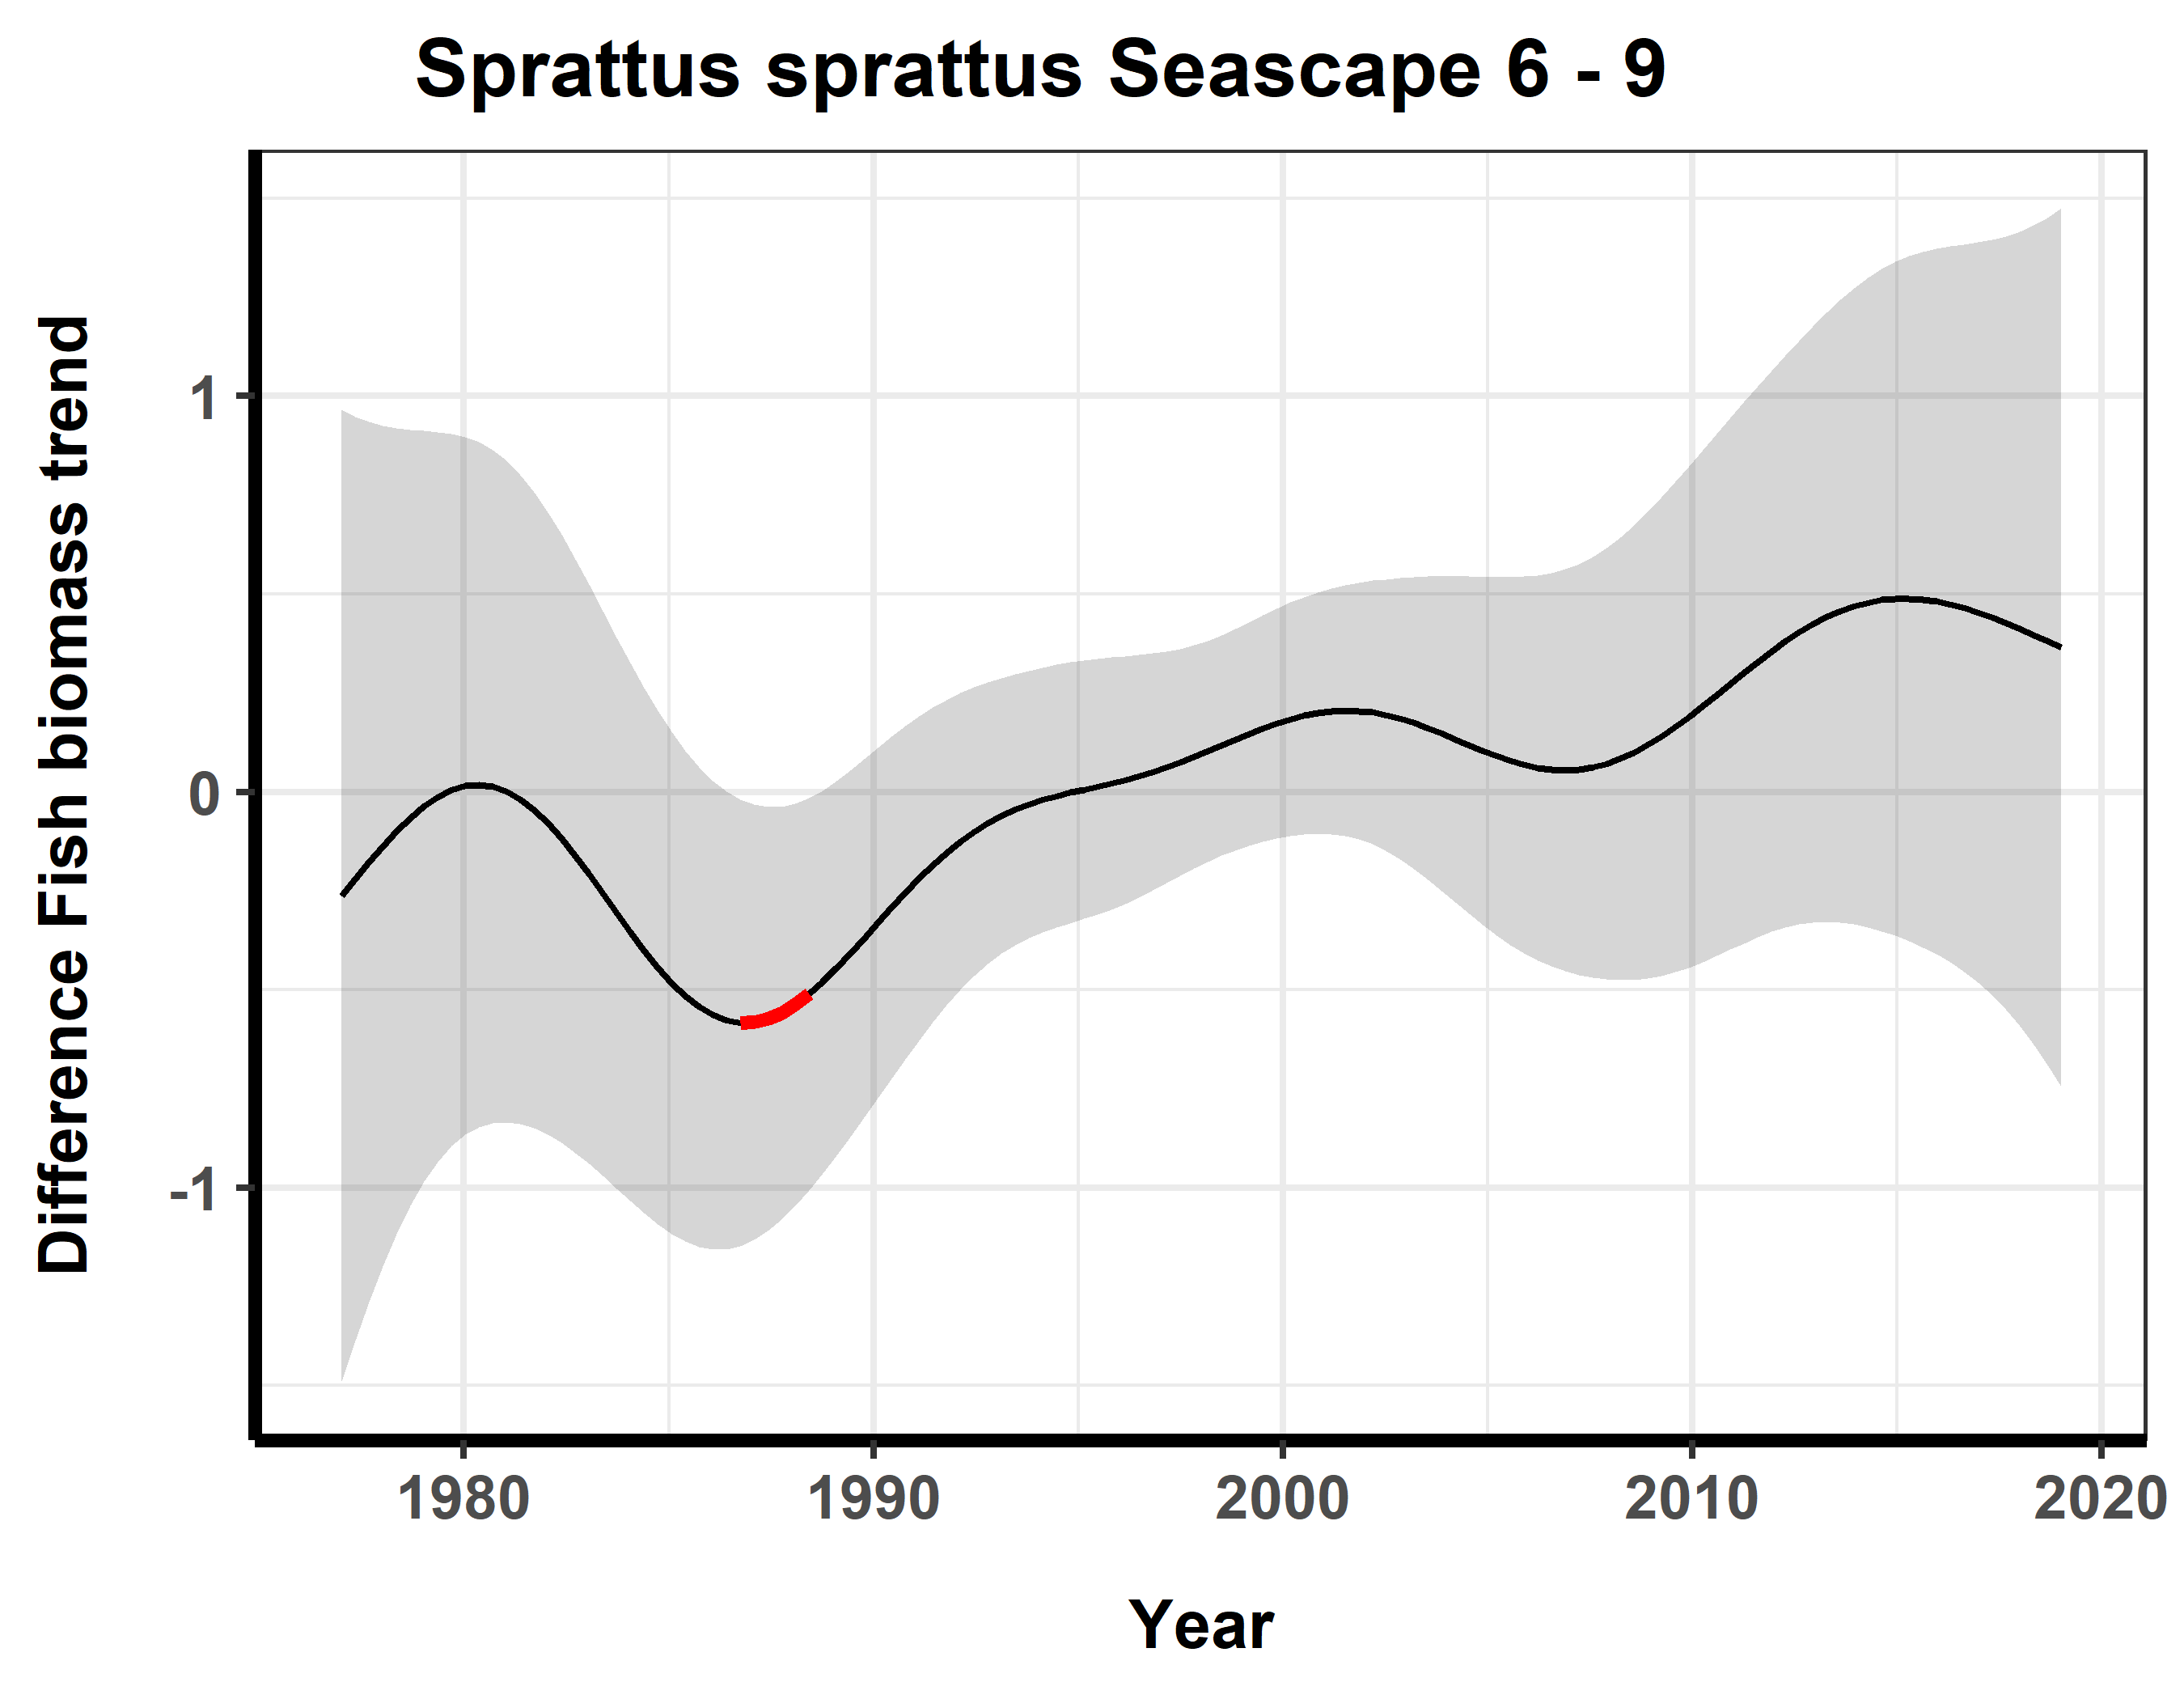 Sprattus sprattus Seascape 6 - 9
Difference Fish biomass trend
1
0
-1
1980 1990 2000 2010 2020
Year